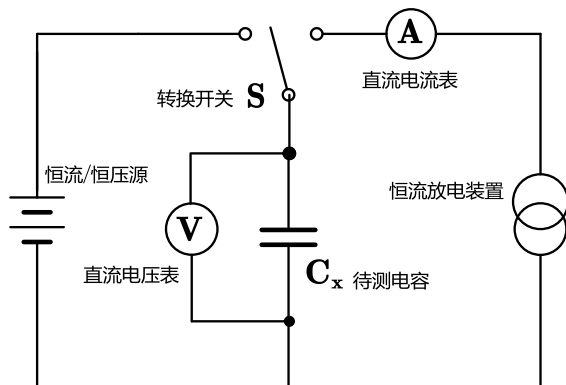 A
直流电流表
转换开关 S
恒流/恒压源
恒流放电装置
V
直流电压表
Cx 待测电容